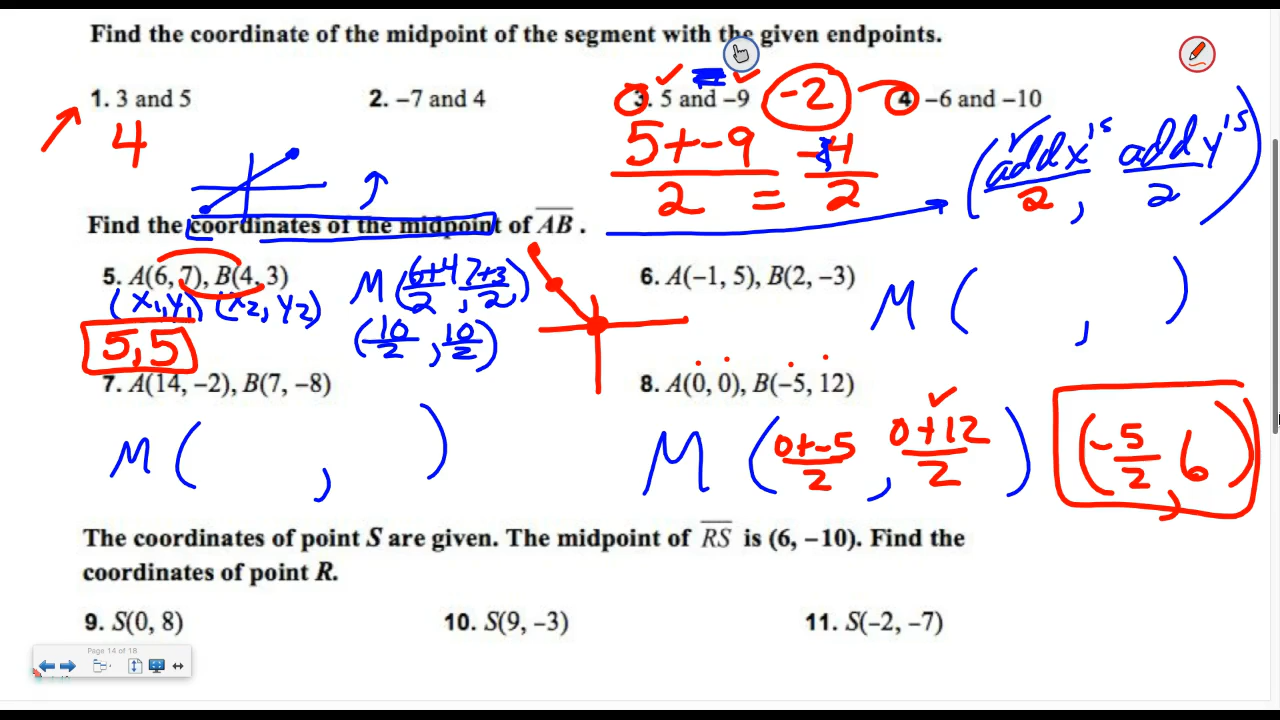 Find the coordinate of the midpoint of the segment with the given endpoints.
1. 3 and 5
2. −7 and 4
3. 5 and −9
-2
4. −6 and −10
4
5+-9
2
=
-4
2
(add x's
2
, add y's
2
)
Find the coordinates of the midpoint of AB.
5. A(6, 7), B(4, 3)
(x1, y1) (x2, y2)
M (6+4
2
, 7+3
2
)
(10
2
, 10
2
)
5,5
6. A(−1, 5), B(2, −3)
M ( , )
7. A(14, −2), B(7, −8)
M ( , )
8. A(0, 0), B(−5, 12)
M (0+-5
2
, 0+12
2
)
(-5
2
, 6)
The coordinates of point S are given. The midpoint of RS is (6, −10). Find the
coordinates of point R.
9. S(0, 8)
10. S(9, −3)
11. S(−2, −7)
Page 14 of 18